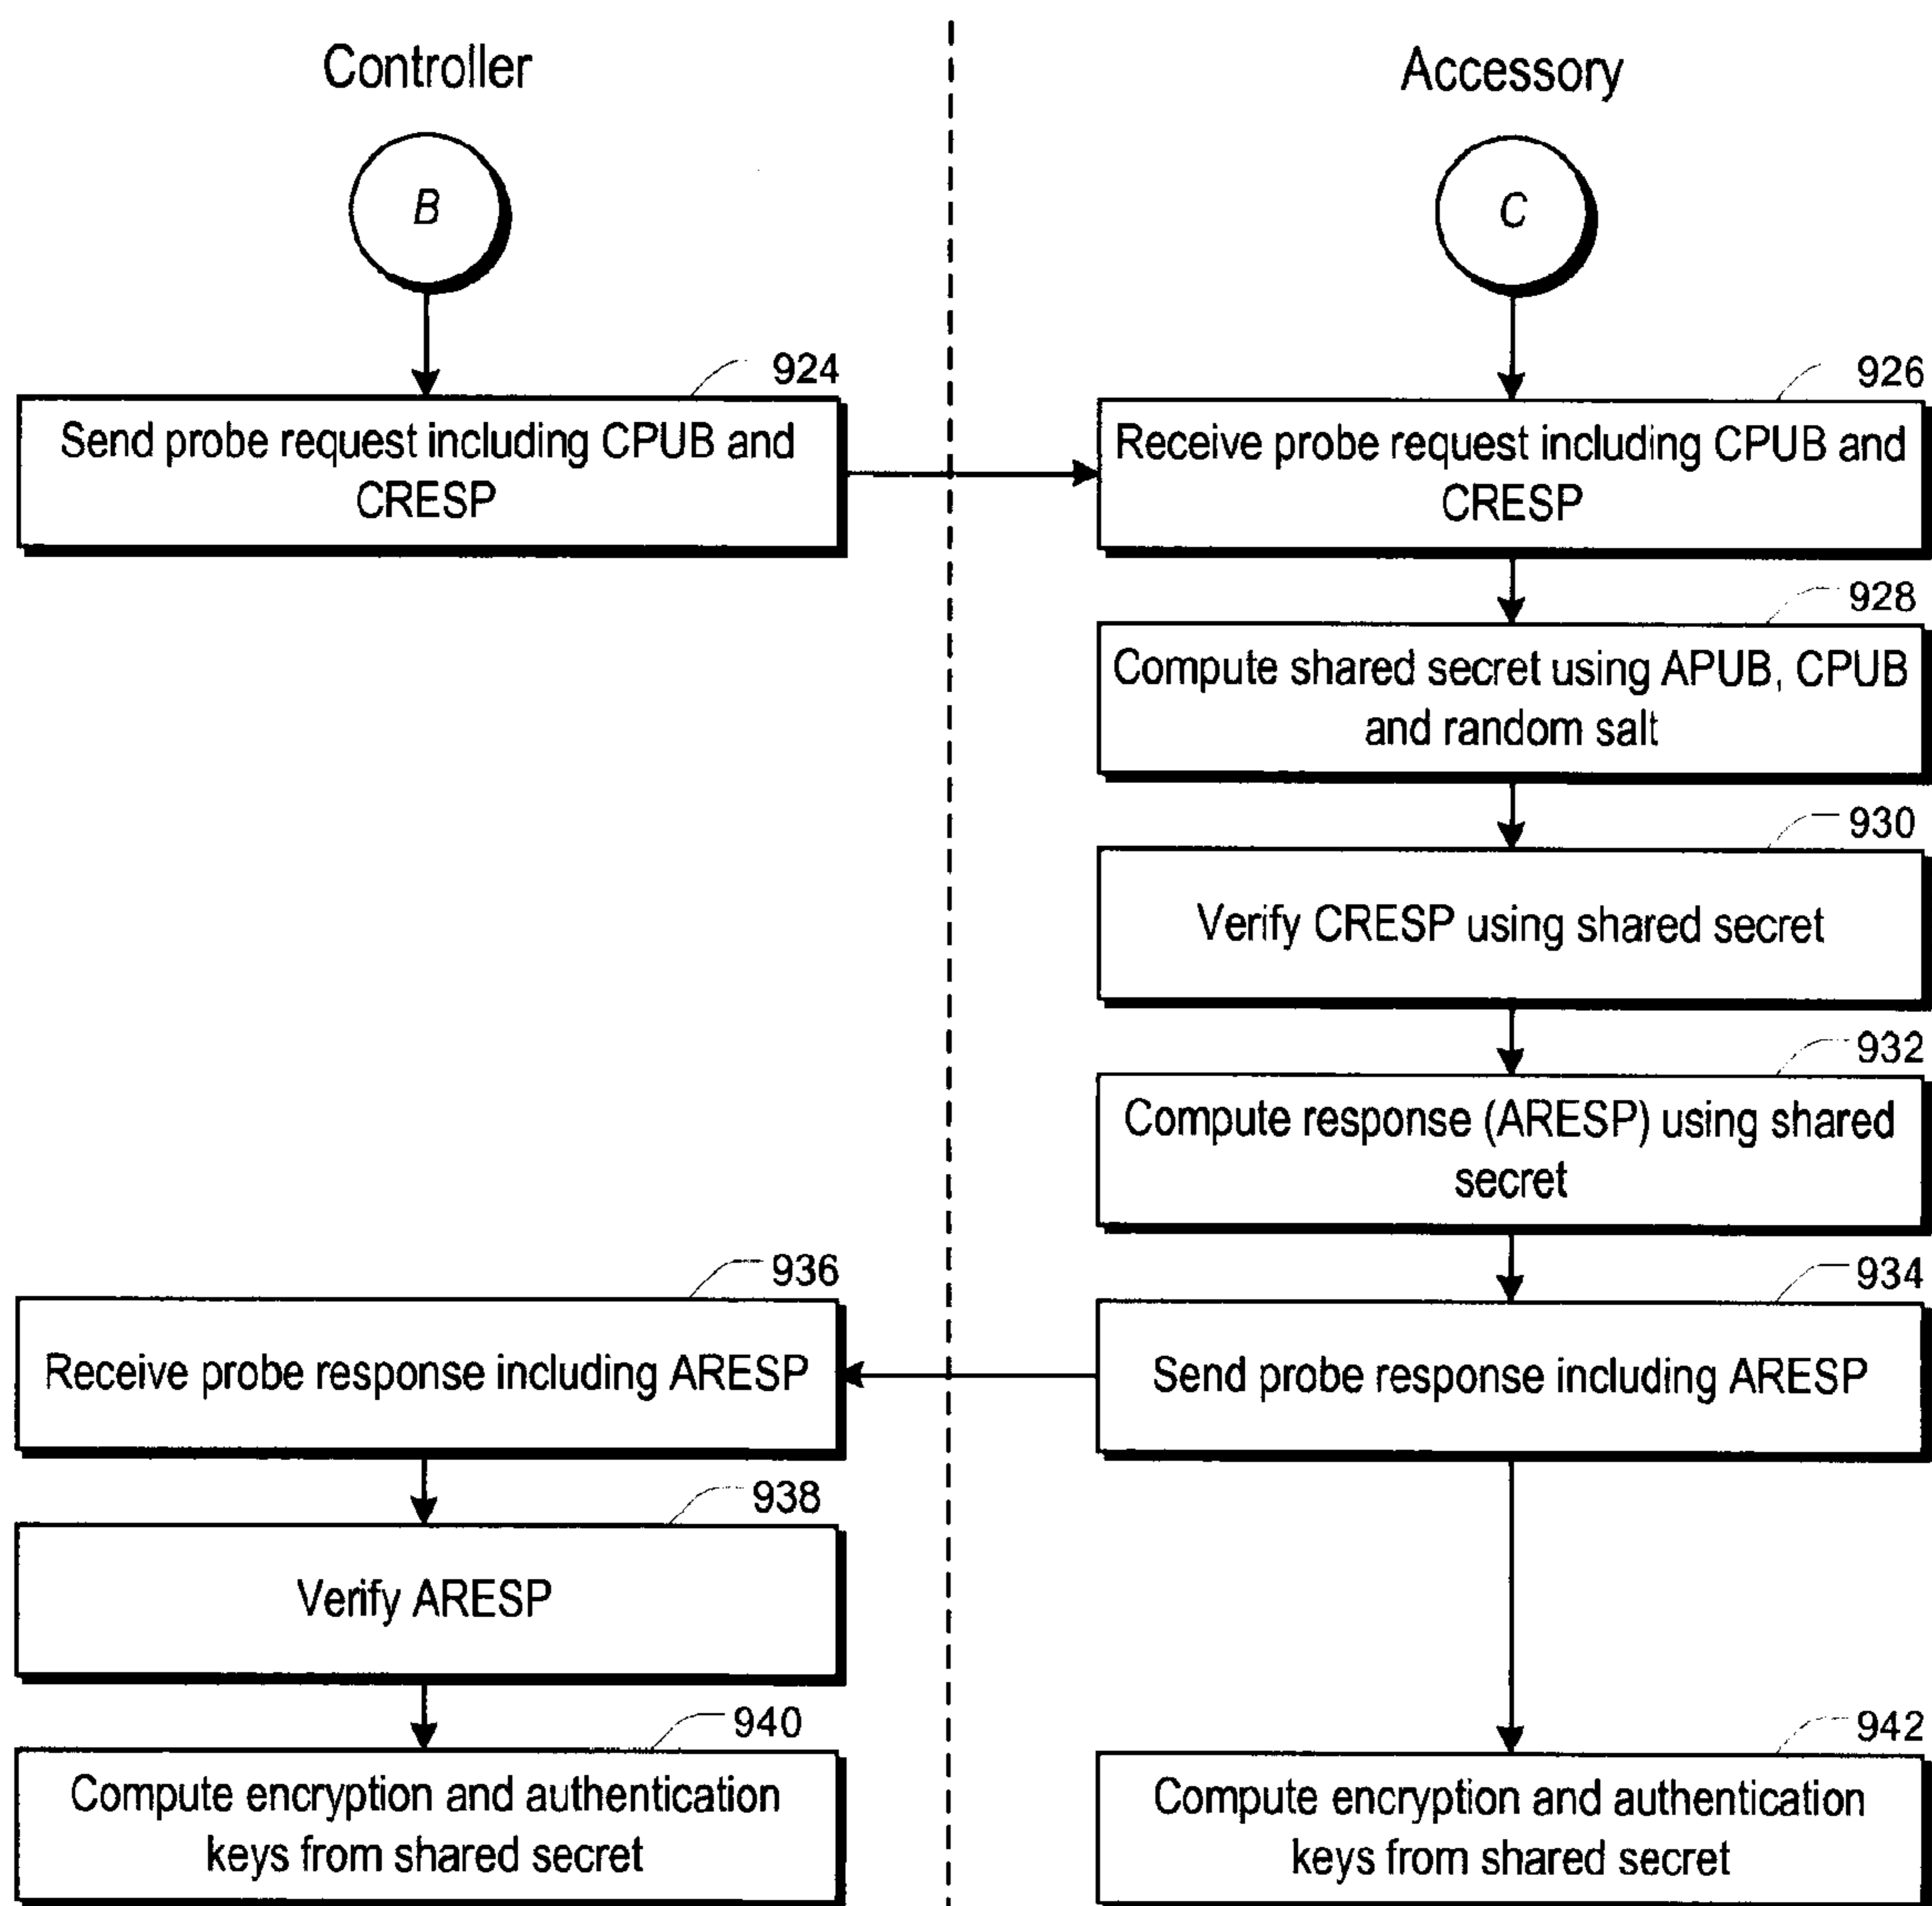 Controller
Accessory
B
C
924
926
Send probe request including CPUB and
CRESP
Receive probe request including CPUB and
CRESP
928
Compute shared secret using APUB, CPUB
and random salt
930
Verify CRESP using shared secret
932
Compute response (ARESP) using shared
secret
936
934
Receive probe response including ARESP
Send probe response including ARESP
938
Verify ARESP
940
942
Compute encryption and authentication
keys from shared secret
Compute encryption and authentication
keys from shared secret